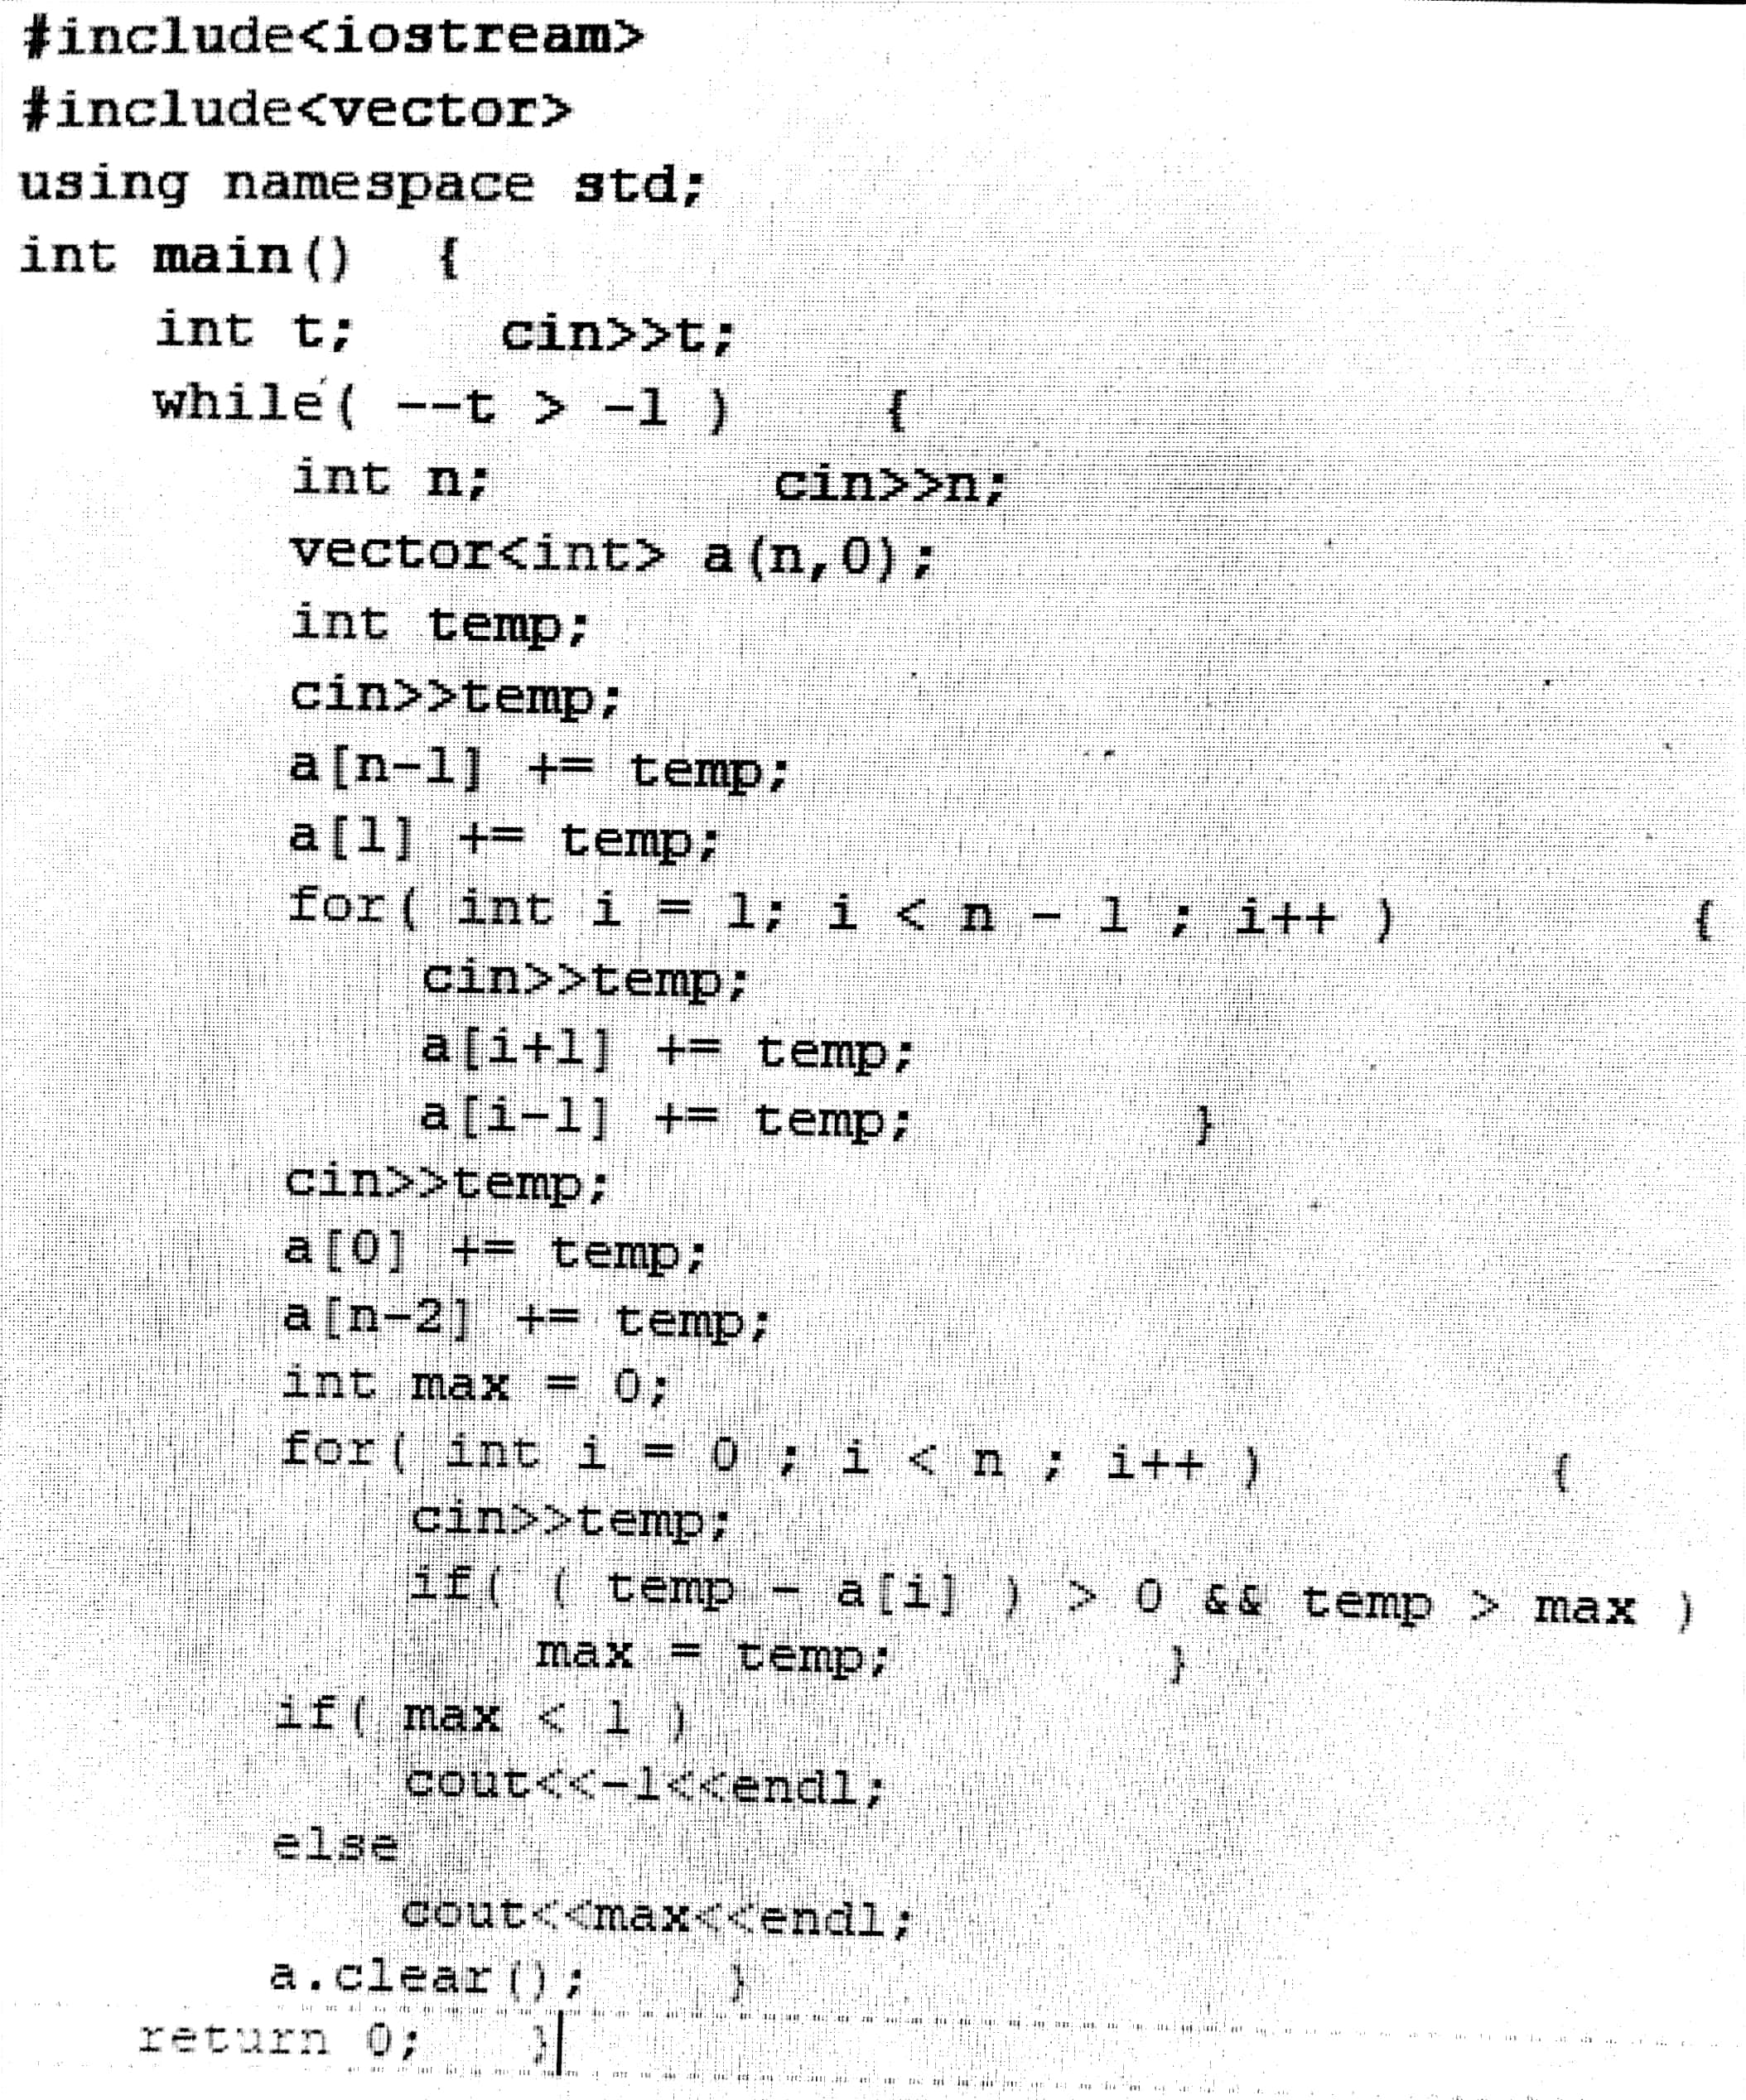 #include<iostream>
#include<vector>
using namespace std;
int main()  {
    int t;    cin>>t;
    while( --t > -1 )    {
        int n;        cin>>n;
        vector<int> a(n,0);
        int temp;
        cin>>temp;
        a[n-1] += temp;
        a[1] += temp;
        for( int i = 1; i < n - 1 ; i++ )        {
            cin>>temp;
            a[i+1] += temp;
            a[i-1] += temp;        }
        cin>>temp;
        a[0] += temp;
        a[n-2] += temp;
        int max = 0;
        for( int i = 0 ; i < n ; i++ )        {
            cin>>temp;
            if( ( temp - a[i] ) > 0 && temp > max )
                max = temp;        }
        if( max < 1 )
            cout<<-1<<endl;
        else
            cout<<max<<endl;
        a.clear();    }
    return 0;   }